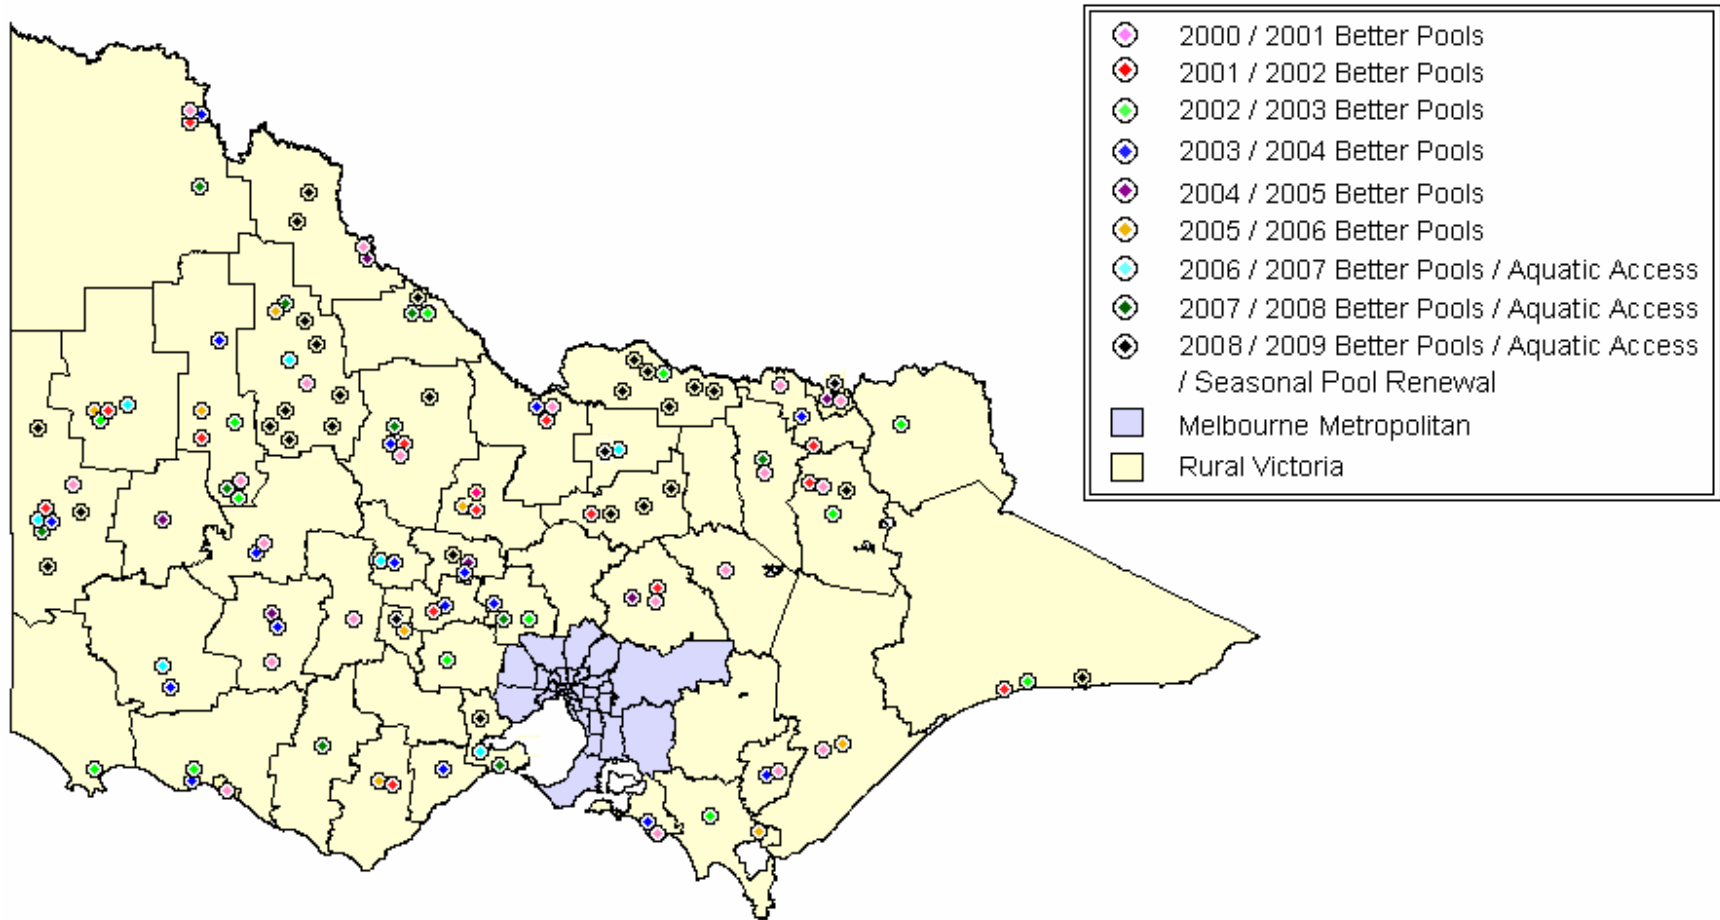 2000 / 2001 Better Pools
2001 / 2002 Better Pools
2002 / 2003 Better Pools
2003 / 2004 Better Pools
2004 / 2005 Better Pools
2005 / 2006 Better Pools
2006 / 2007 Better Pools / Aquatic Access
2007 / 2008 Better Pools / Aquatic Access
2008 / 2009 Better Pools / Aquatic Access
/ Seasonal Pool Renewal
Melbourne Metropolitan
Rural Victoria